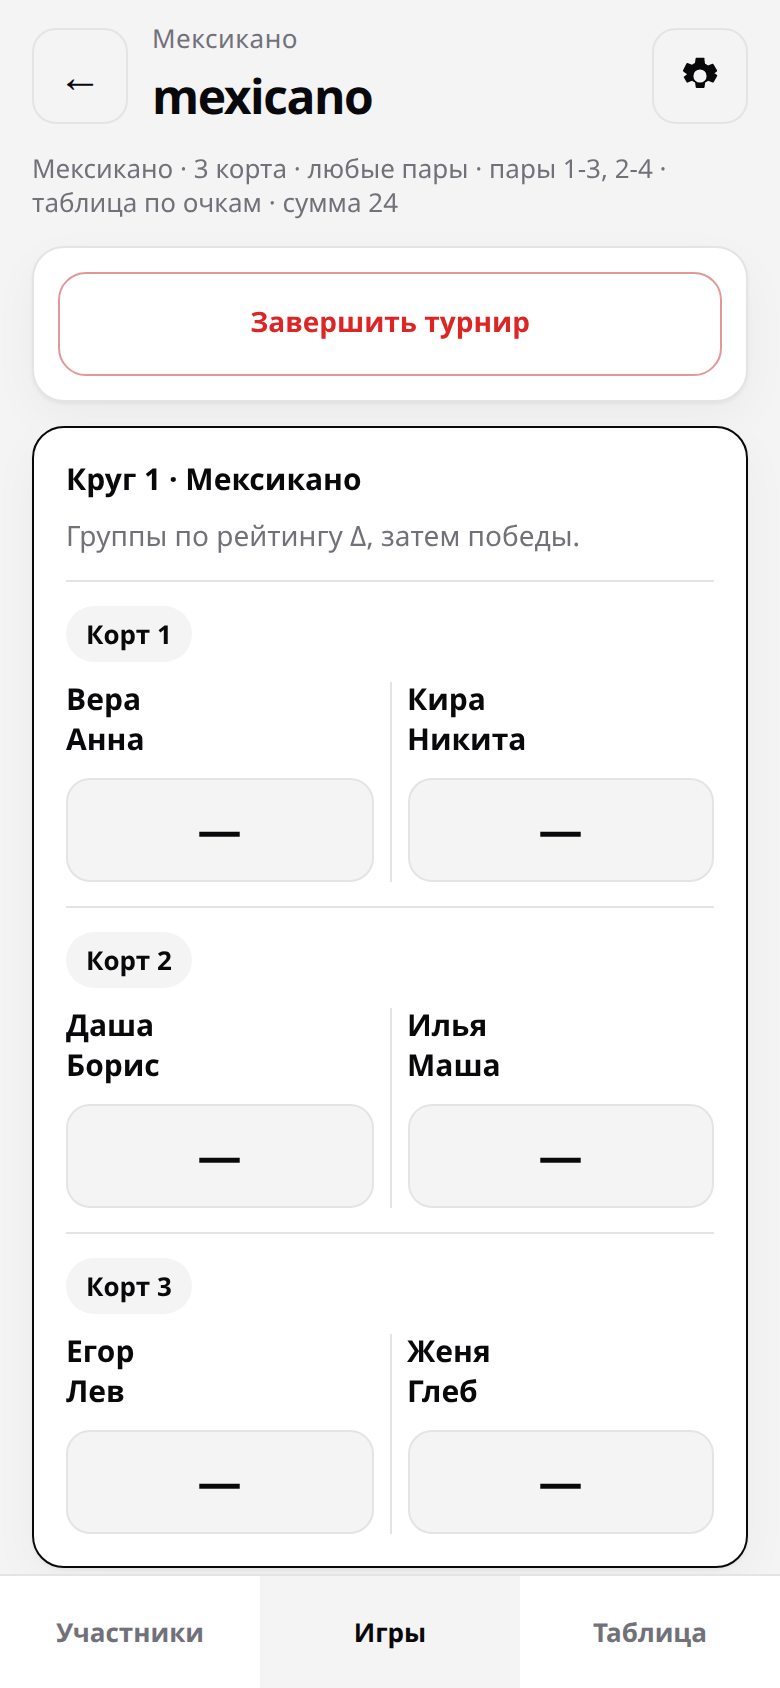 Мексикано
←
mexicano
Мексикано · 3 корта · любые пары · пары 1-3, 2-4 ·
таблица по очкам · сумма 24
Завершить турнир
Круг 1 · Мексикано
Группы по рейтингу Δ, затем победы.
Корт 1
Вера
Анна
Кира
Никита
—
—
Корт 2
Даша
Борис
Илья
Маша
—
—
Корт 3
Егор
Лев
Женя
Глеб
—
—
Участники
Игры
Таблица